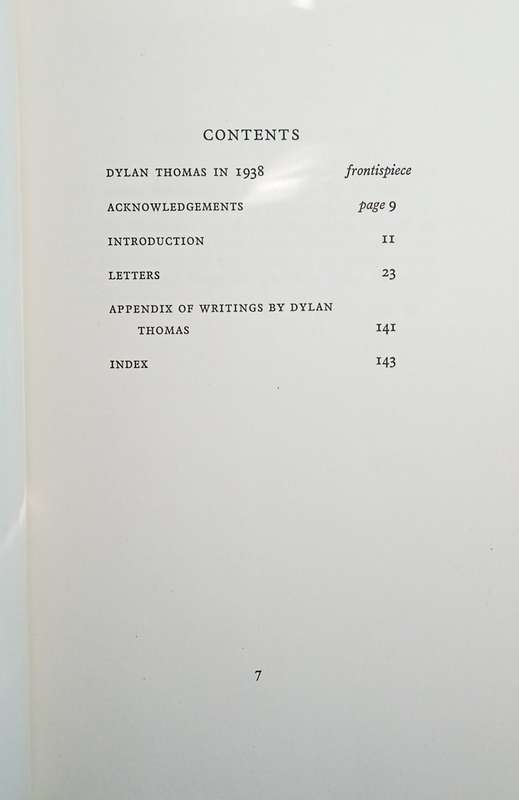 CONTENTS
DYLAN THOMAS IN 1938 frontispiece
ACKNOWLEDGEMENTS page 9
INTRODUCTION 11
LETTERS 23
APPENDIX OF WRITINGS BY DYLAN
THOMAS 141
INDEX 143
7